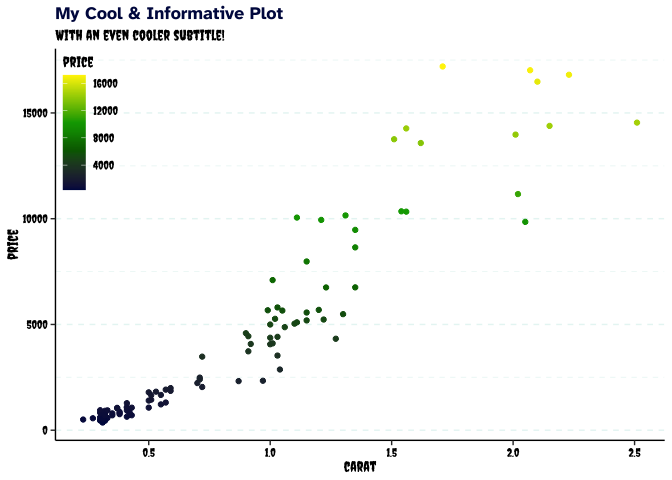 My Cool & Informative Plot
WITH AN EVEN COOLER SUBTITLE!
PRICE
16000
12000
8000
4000
15000
10000
5000
0
PRICE
0.5 1.0 1.5 2.0 2.5
CARAT